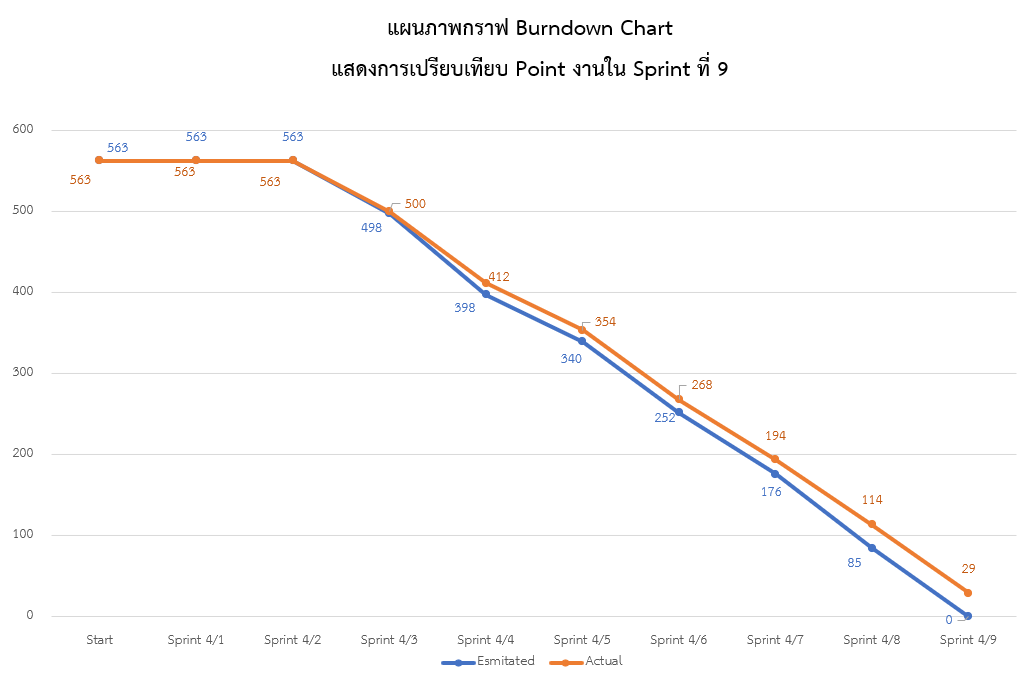 แผนภาพกราฟ Burndown Chart
แสดงการเปรียบเทียบ Point งานใน Sprint ที่ 9
600
500
400
300
200
100
0
563
563
563
498
398
340
252
176
85
0
563
563
563
500
412
354
268
194
114
29
Start
Sprint 4/1
Sprint 4/2
Sprint 4/3
Sprint 4/4
Sprint 4/5
Sprint 4/6
Sprint 4/7
Sprint 4/8
Sprint 4/9
Esmitated
Actual